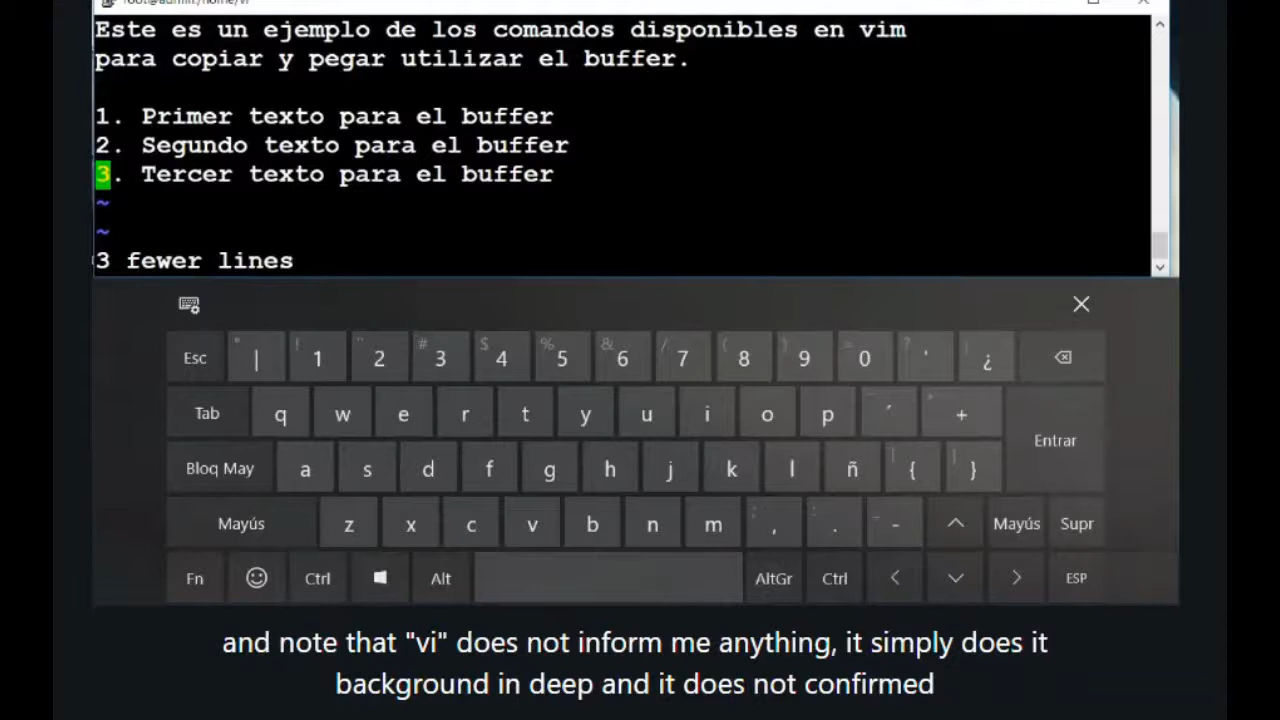 root@admin:/home/vi
Este es un ejemplo de los comandos disponibles en vim
para copiar y pegar utilizar el buffer.
1. Primer texto para el buffer
2. Segundo texto para el buffer
3. Tercer texto para el buffer
~
~
3 fewer lines
Esc ° | ! 1 " 2 # 3 $ 4 % 5 & 6 / 7 ( 8 ) 9 = 0 ? ' ¡ ¿
Tab q w e r t y u i o p ´ * + Entrar
Bloq May a s d f g h j k l ñ [ { ] }
Mayús z x c v b n m ; , : . _ - Mayús Supr
Fn Ctrl Alt AltGr Ctrl ESP
and note that "vi" does not inform me anything, it simply does it
background in deep and it does not confirmed